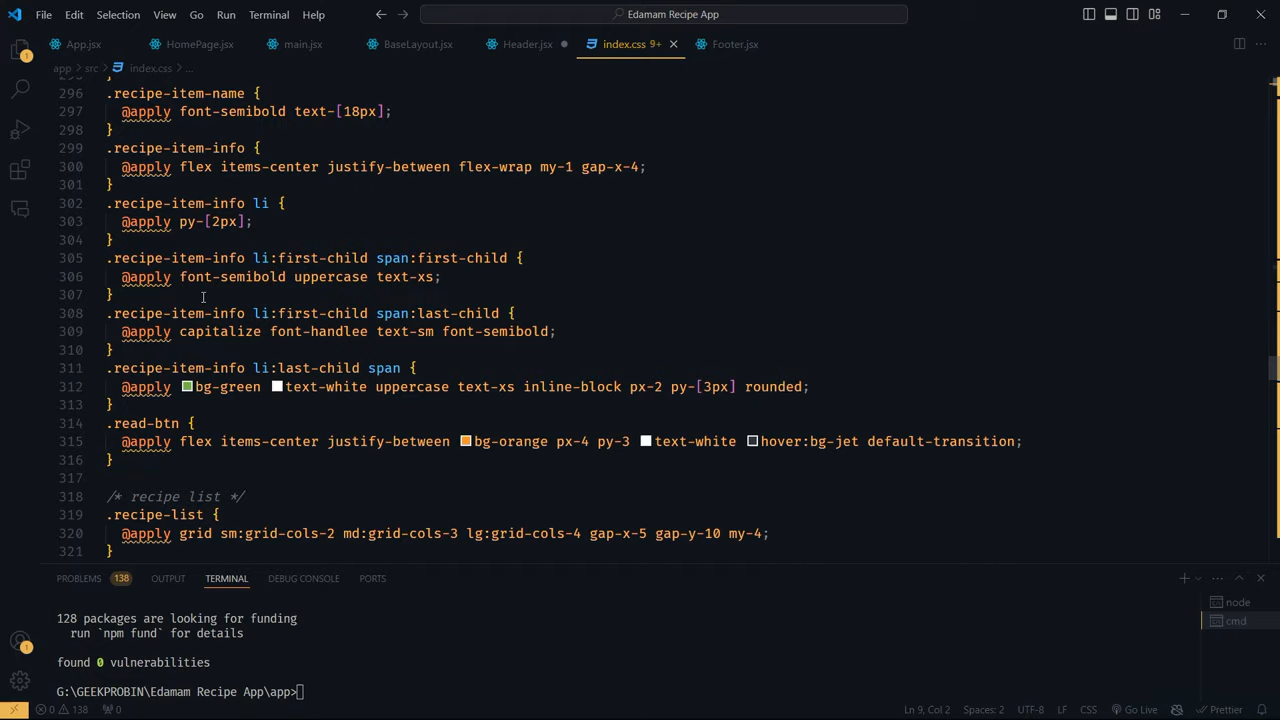 File Edit Selection View Go Run Terminal Help
Edamam Recipe App
App.jsx HomePage.jsx main.jsx BaseLayout.jsx Header.jsx index.css 9+ Footer.jsx
app > src > index.css > ...
295 }
296 .recipe-item-name {
297 @apply font-semibold text-[18px];
298 }
299 .recipe-item-info {
300 @apply flex items-center justify-between flex-wrap my-1 gap-x-4;
301 }
302 .recipe-item-info li {
303 @apply py-[2px];
304 }
305 .recipe-item-info li:first-child span:first-child {
306 @apply font-semibold uppercase text-xs;
307 }
308 .recipe-item-info li:first-child span:last-child {
309 @apply capitalize font-handlee text-sm font-semibold;
310 }
311 .recipe-item-info li:last-child span {
312 @apply bg-green text-white uppercase text-xs inline-block px-2 py-[3px] rounded;
313 }
314 .read-btn {
315 @apply flex items-center justify-between bg-orange px-4 py-3 text-white hover:bg-jet default-transition;
316 }
317
318 /* recipe list */
319 .recipe-list {
320 @apply grid sm:grid-cols-2 md:grid-cols-3 lg:grid-cols-4 gap-x-5 gap-y-10 my-4;
321 }
PROBLEMS 138 OUTPUT TERMINAL DEBUG CONSOLE PORTS
128 packages are looking for funding
run `npm fund` for details
found 0 vulnerabilities
G:\GEEKPROBIN\Edamam Recipe App\app>
node
cmd
1
1
0 138 0 Ln 9, Col 2 Spaces: 2 UTF-8 LF CSS Go Live Prettier